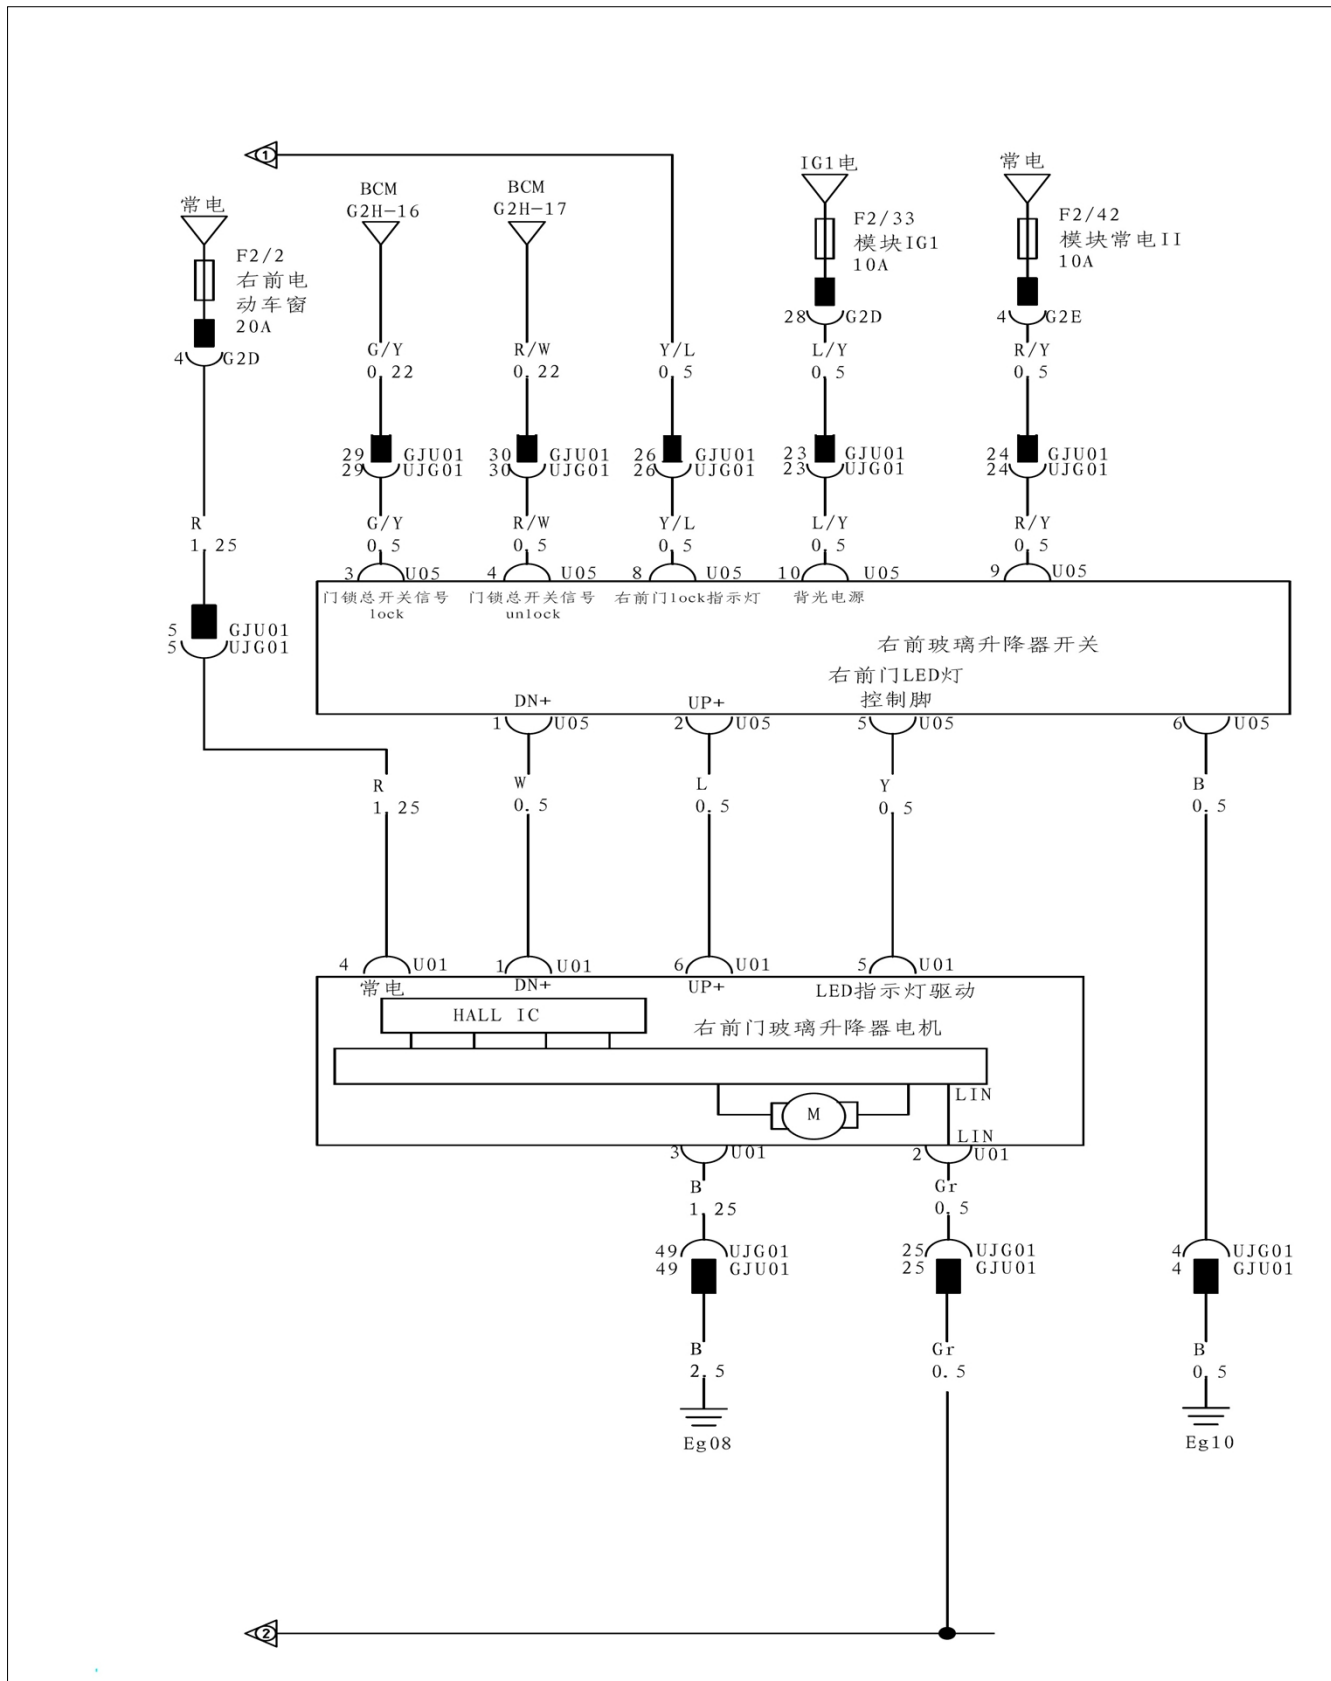 1
常电
F2/2
右前电
动车窗
20A
4 G2D
BCM
G2H-16
BCM
G2H-17
IG1电
F2/33
模块IG1
10A
28 G2D
常电
F2/42
模块常电II
10A
4 G2E
G/Y
0.22
R/W
0.22
Y/L
0.5
L/Y
0.5
R/Y
0.5
29 GJU01
29 UJG01
30 GJU01
30 UJG01
26 GJU01
26 UJG01
23 GJU01
23 UJG01
24 GJU01
24 UJG01
R
1.25
G/Y
0.5
R/W
0.5
Y/L
0.5
L/Y
0.5
R/Y
0.5
3 U05
4 U05
8 U05
10 U05
9 U05
门锁总开关信号
lock
门锁总开关信号
unlock
右前门lock指示灯
背光电源
5 GJU01
5 UJG01
右前玻璃升降器开关
右前门LED灯
控制脚
DN+
UP+
1 U05
2 U05
5 U05
6 U05
R
1.25
W
0.5
L
0.5
Y
0.5
B
0.5
4 U01
1 U01
6 U01
5 U01
常电
DN+
UP+
LED指示灯驱动
HALL IC
右前门玻璃升降器电机
LIN
M
LIN
3 U01
2 U01
B
1.25
Gr
0.5
49 UJG01
49 GJU01
25 UJG01
25 GJU01
4 UJG01
4 GJU01
B
2.5
Gr
0.5
B
0.5
Eg08
Eg10
2